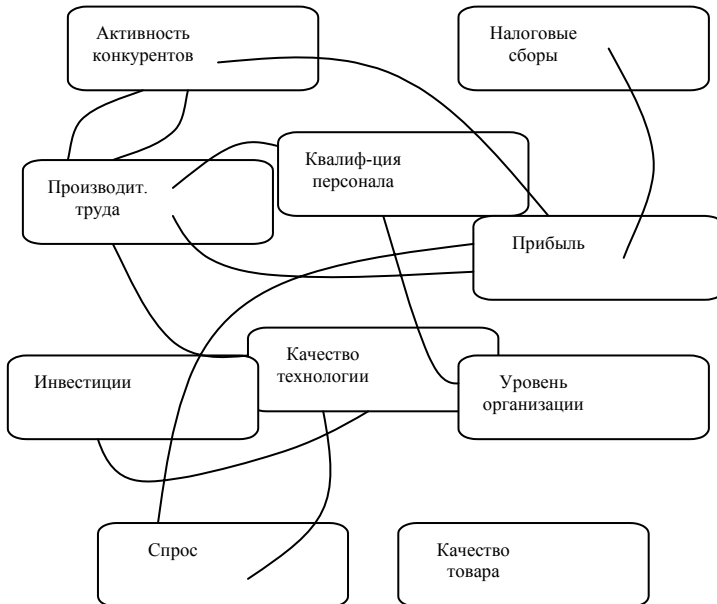 Активность
конкурентов
Налоговые
сборы
Квалиф-ция
персонала
Производит.
труда
Прибыль
Качество
технологии
Инвестиции
Уровень
организации
Спрос
Качество
товара